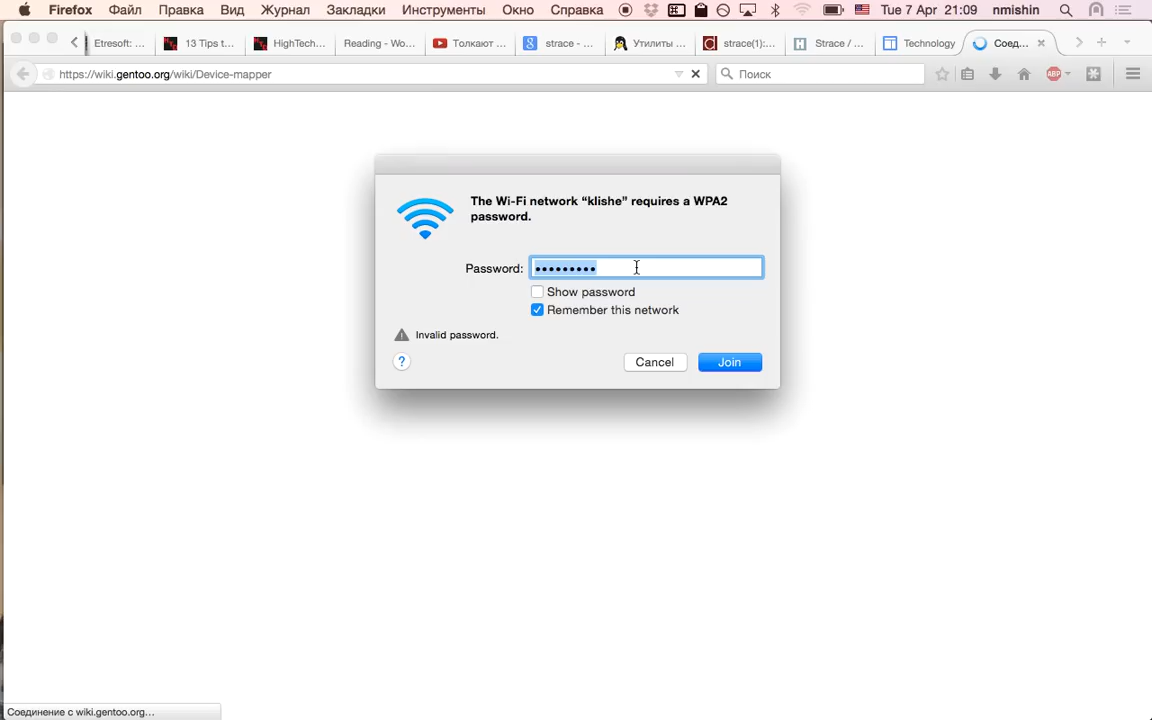 Firefox Файл Правка Вид Журнал Закладки Инструменты Окно Справка Tue 7 Apr 21:09 nmishin
Etresoft: ... 13 Tips t... HighTech... Reading - Wo... Толкают ... strace - ... Утилиты ... strace(1):... Strace / ... Technology Соед...
https://wiki.gentoo.org/wiki/Device-mapper Поиск ABP
The Wi-Fi network “klishe” requires a WPA2
password.
Password: •••••••••
Show password
Remember this network
Invalid password.
? Cancel Join
Соединение с wiki.gentoo.org...